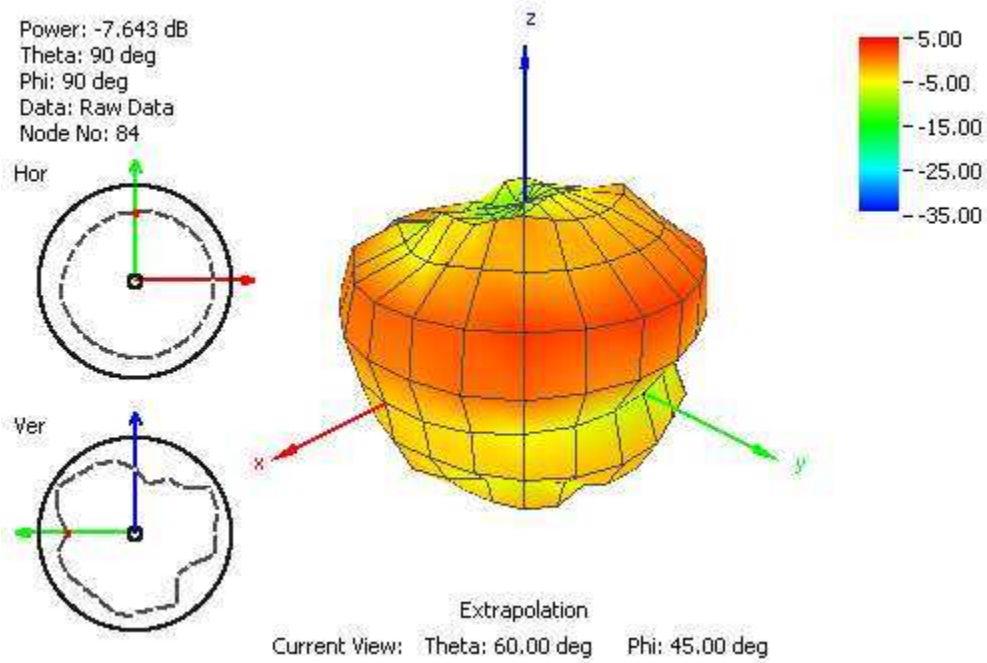 Power: -7.643 dB
Theta: 90 deg
Phi: 90 deg
Data: Raw Data
Node No: 84
Hor
Ver
z
x
y
5.00
-5.00
-15.00
-25.00
-35.00
Extrapolation
Current View: Theta: 60.00 deg Phi: 45.00 deg